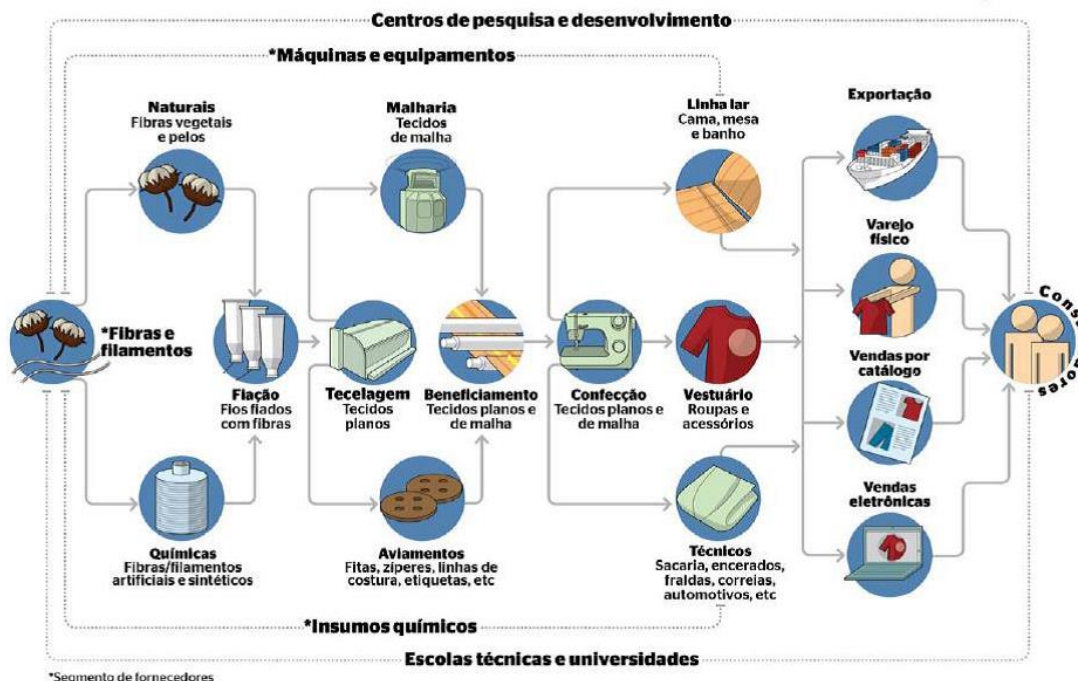 Centros de pesquisa e desenvolvimento
*Máquinas e equipamentos
Naturais
Fibras vegetais
e pelos
Malharia
Tecidos
de malha
Linha lar
Cama, mesa
e banho
Exportação
Varejo
físico
*Fibras e
filamentos
Fiação
Fios fiados
com fibras
Tecelagem
Tecidos
planos
Beneficiamento
Tecidos planos e
de malha
Confecção
Tecidos planos e
de malha
Vestuário
Roupas e
acessórios
Vendas por
catálogo
Consumidores
Químicas
Fibras/filamentos
artificiais e sintéticos
Aviamentos
Fitas, zíperes, linhas de
costura, etiquetas, etc
Técnicos
Sacaria, encerados,
fraldas, correias,
automotivos, etc
Vendas
eletrônicas
*Insumos químicos
Escolas técnicas e universidades
*Segmento de fornecedores